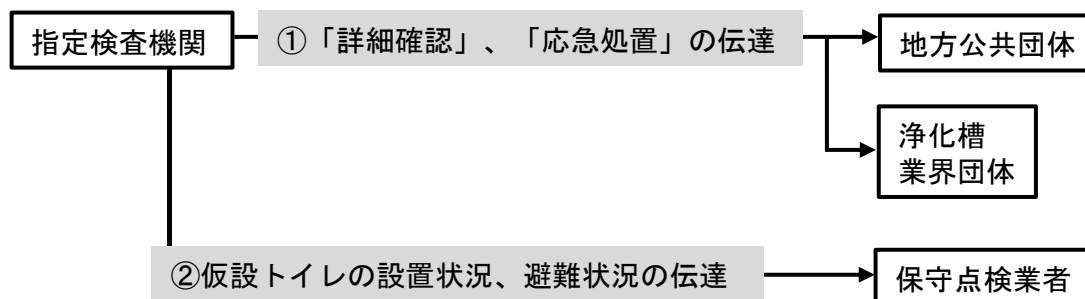 指定検査機関
①「詳細確認」、「応急処置」の伝達
地方公共団体
浄化槽
業界団体
②仮設トイレの設置状況、避難状況の伝達
保守点検業者